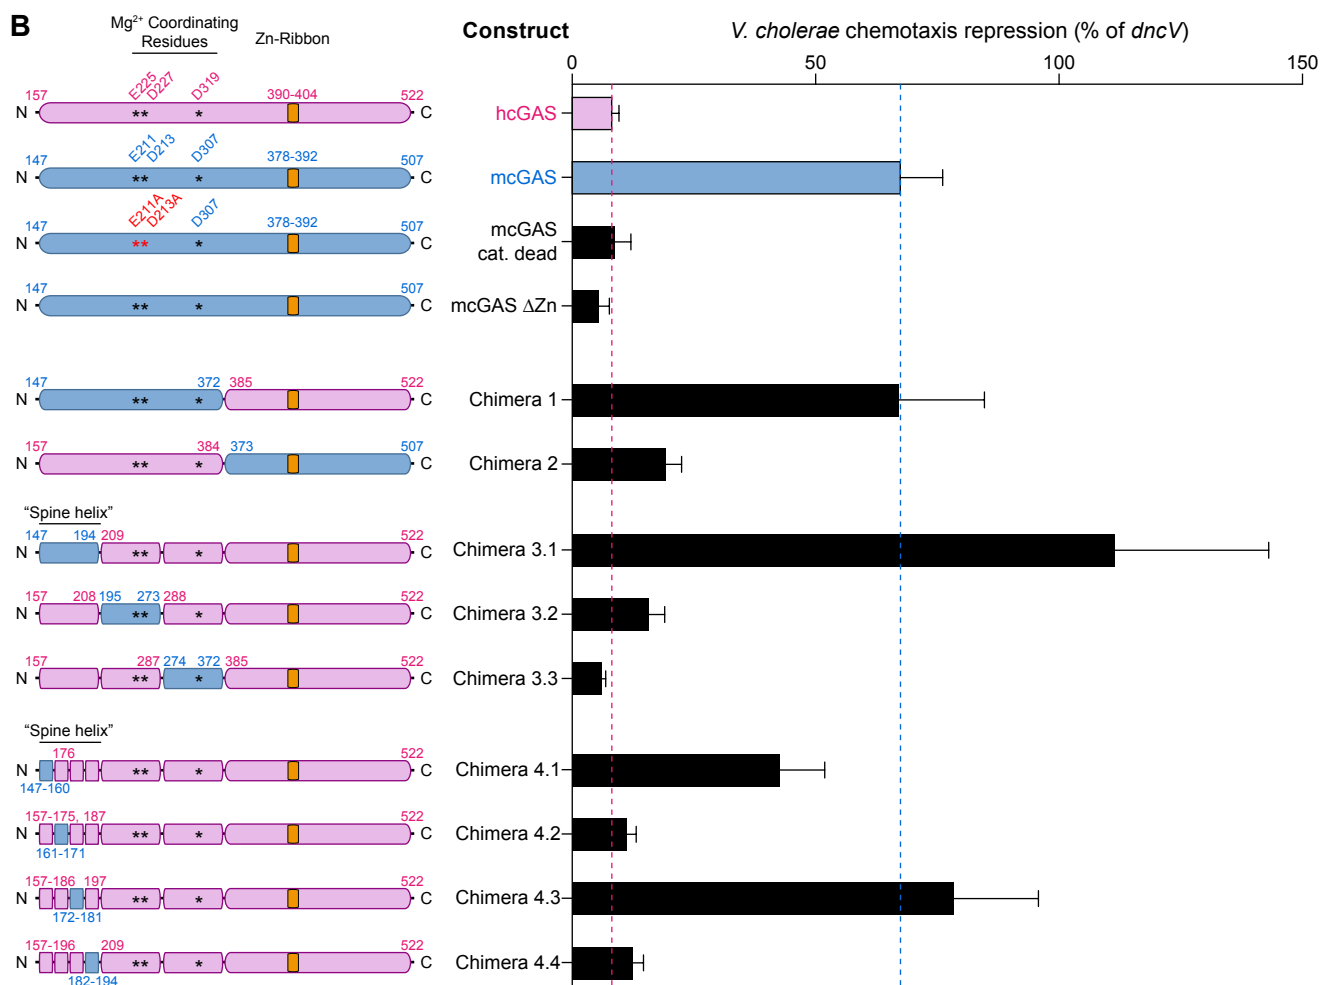 B
Mg²⁺ Coordinating
Residues
Zn-Ribbon
Construct
V. cholerae chemotaxis repression (% of dncV)
0 50 100 150
E225 D227 D319
157 390-404 522
N ** * C hcGAS
E211 D213 D307
147 378-392 507
N ** * C mcGAS
E211A D213A D307
147 378-392 507
N ** * C mcGAS
cat. dead
147 507
N ** * C mcGAS ΔZn
147 372 385 522
N ** * C Chimera 1
157 384 373 507
N ** * C Chimera 2
“Spine helix”
147 194 209 522
N ** * C Chimera 3.1
157 208 195 273 288 522
N ** * C Chimera 3.2
157 287 274 372 385 522
N ** * C Chimera 3.3
“Spine helix”
176 522
N ** * C Chimera 4.1
147-160
157-175, 187 522
N ** * C Chimera 4.2
161-171
157-186 197 522
N ** * C Chimera 4.3
172-181
157-196 209 522
N ** * C Chimera 4.4
182-194